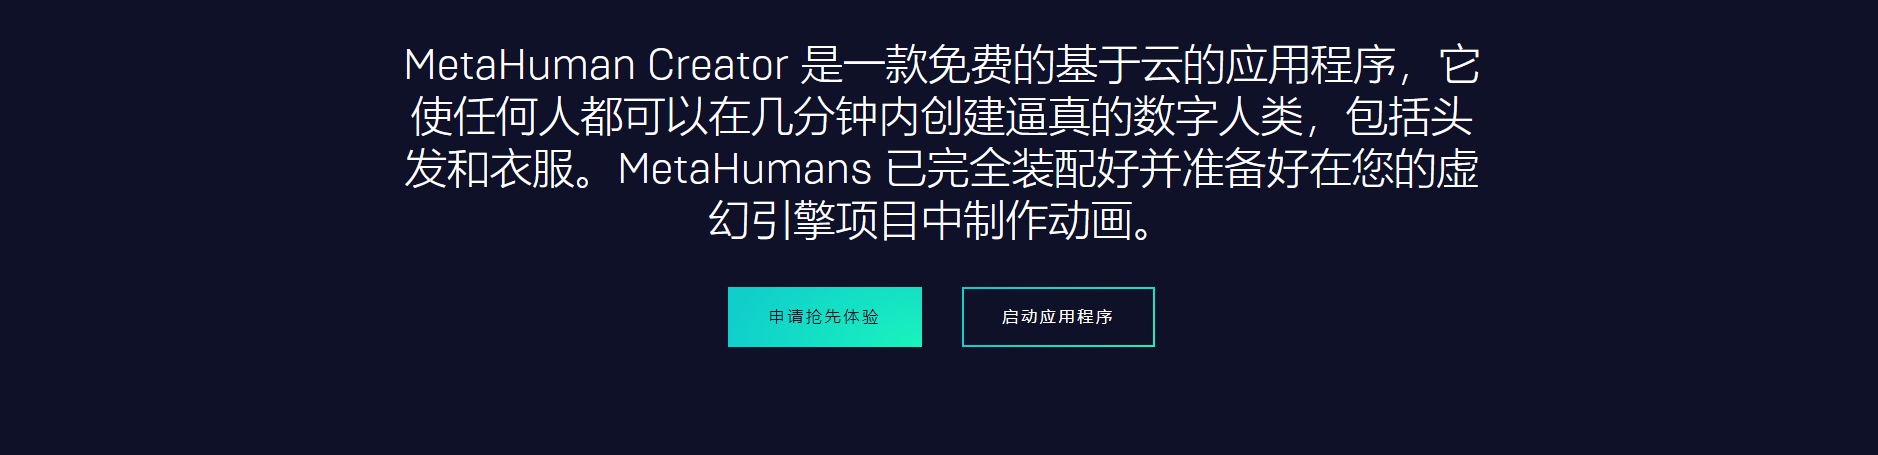 MetaHuman Creator 是一款免费的基于云的应用程序，它
使任何人都可以在几分钟内创建逼真的数字人类，包括头
发和衣服。MetaHumans 已完全装配好并准备好在您的虚
幻引擎项目中制作动画。
申请抢先体验
启动应用程序